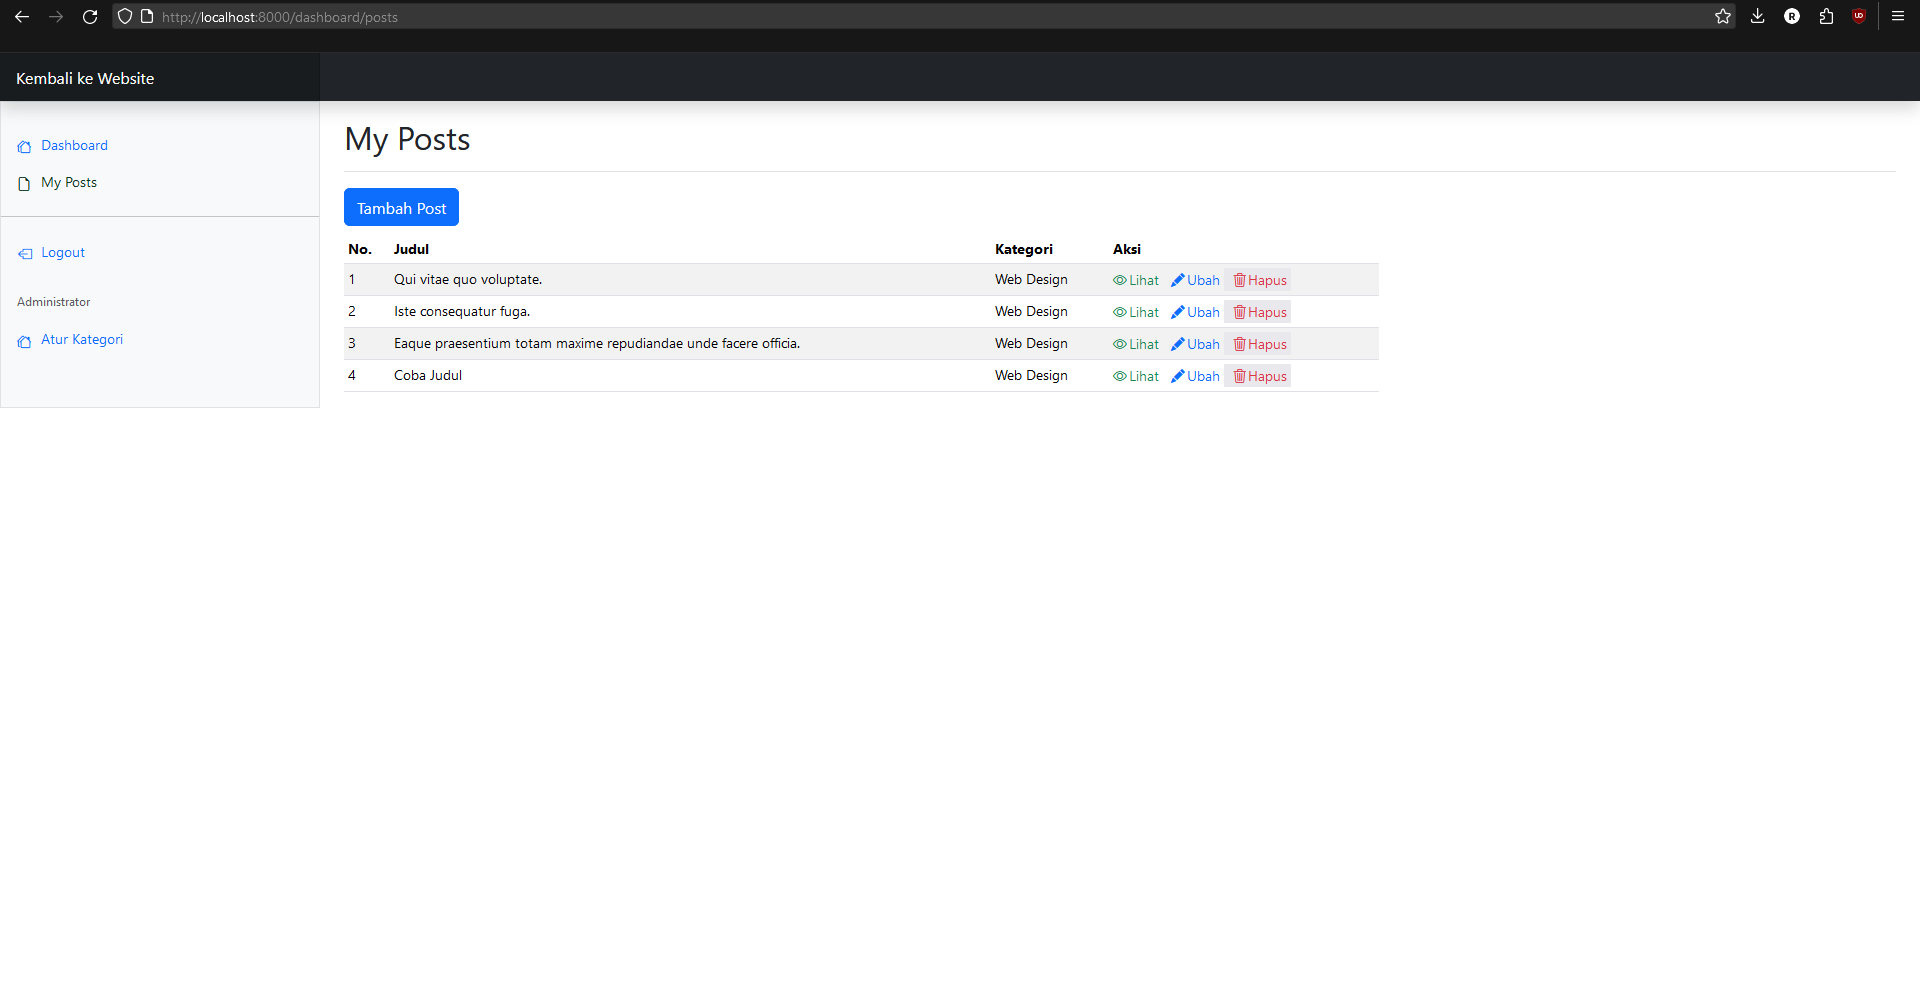 http://localhost:8000/dashboard/posts
Kembali ke Website
Dashboard
My Posts
Logout
Administrator
Atur Kategori
My Posts
Tambah Post
No. Judul Kategori Aksi
1 Qui vitae quo voluptate. Web Design Lihat Ubah Hapus
2 Iste consequatur fuga. Web Design Lihat Ubah Hapus
3 Eaque praesentium totam maxime repudiandae unde facere officia. Web Design Lihat Ubah Hapus
4 Coba Judul Web Design Lihat Ubah Hapus